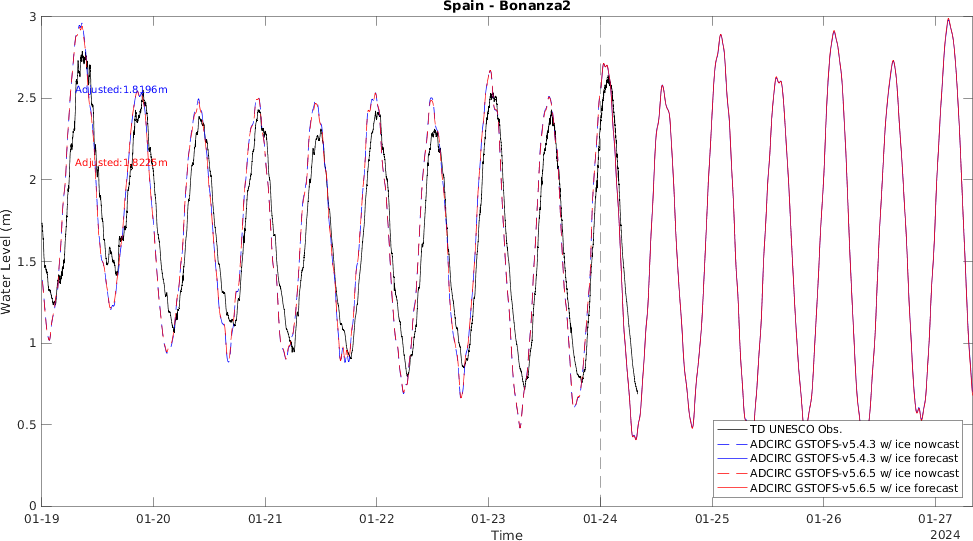 Spain - Bonanza2
3
2.5
2
1.5
1
0.5
0
Water Level (m)
Adjusted:1.8196m
Adjusted:1.8226m
TD UNESCO Obs.
ADCIRC GSTOFS-v5.4.3 w/ ice nowcast
ADCIRC GSTOFS-v5.4.3 w/ ice forecast
ADCIRC GSTOFS-v5.6.5 w/ ice nowcast
ADCIRC GSTOFS-v5.6.5 w/ ice forecast
01-19 01-20 01-21 01-22 01-23 01-24 01-25 01-26 01-27
Time
2024